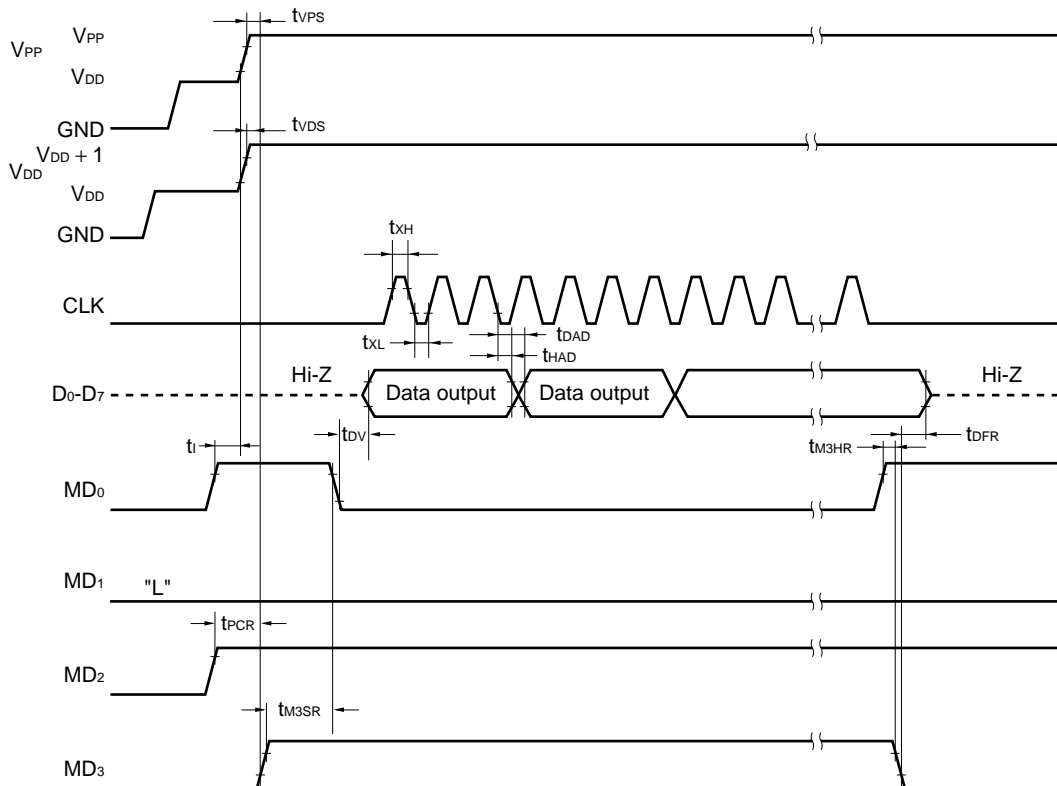 tVPS
VPP
VPP
VDD
GND
tVDS
VDD + 1
VDD
VDD
GND
tXH
CLK
tXL
tDAD
tHAD
Hi-Z
Hi-Z
D0-D7
Data output
Data output
tDV
tI
tM3HR
tDFR
MD0
MD1
"L"
tPCR
MD2
tM3SR
MD3